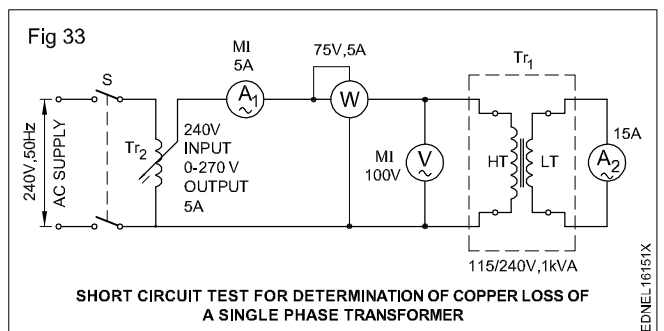 Fig 33
MI
5A
75V,5A
Tr1
S
A1
W
240V,50Hz
AC SUPPLY
Tr2
240V
INPUT
0-270 V
OUTPUT
5A
MI
100V
V
HT
LT
15A
A2
115/240V,1kVA
SHORT CIRCUIT TEST FOR DETERMINATION OF COPPER LOSS OF
A SINGLE PHASE TRANSFORMER
EDNEL16151X